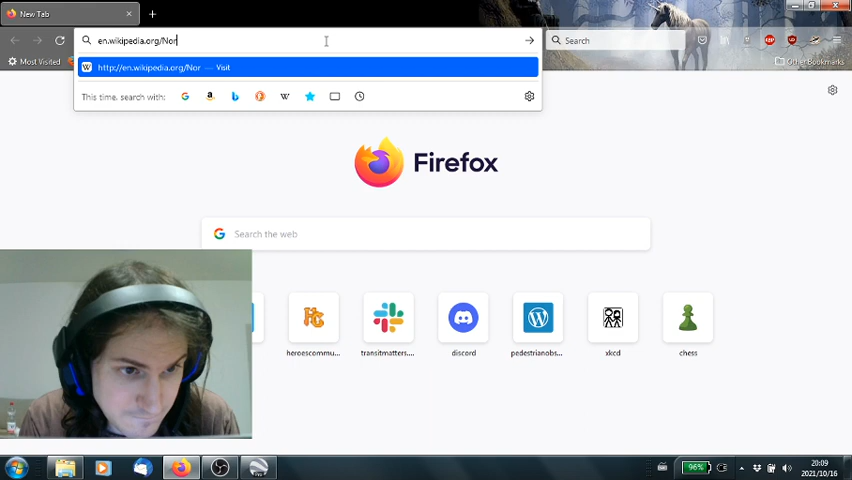 New Tab
en.wikipedia.org/Nor
Search
http://en.wikipedia.org/Nor — Visit
Most Visited
Other Bookmarks
This time, search with:
Firefox
Search the web
heroescommu...
transitmatters...
discord
pedestrianobs...
xkcd
chess
96%
20:09
2021/10/16